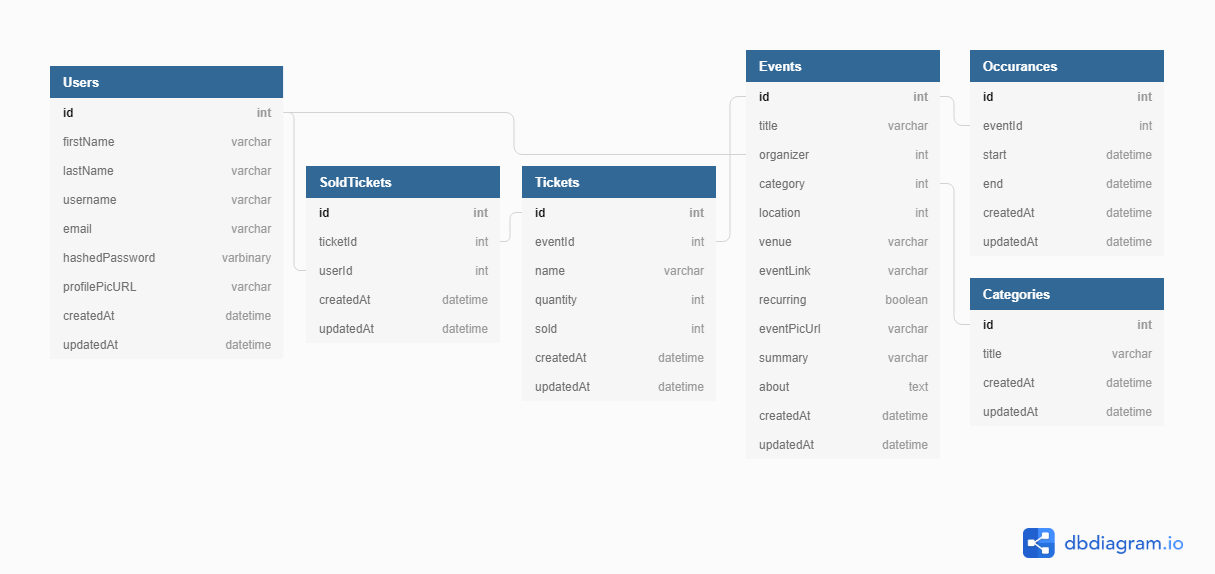 Users
id int
firstName varchar
lastName varchar
username varchar
email varchar
hashedPassword varbinary
profilePicURL varchar
createdAt datetime
updatedAt datetime
SoldTickets
id int
ticketId int
userId int
createdAt datetime
updatedAt datetime
Tickets
id int
eventId int
name varchar
quantity int
sold int
createdAt datetime
updatedAt datetime
Events
id int
title varchar
organizer int
category int
location int
venue varchar
eventLink varchar
recurring boolean
eventPicUrl varchar
summary varchar
about text
createdAt datetime
updatedAt datetime
Occurances
id int
eventId int
start datetime
end datetime
createdAt datetime
updatedAt datetime
Categories
id int
title varchar
createdAt datetime
updatedAt datetime
dbdiagram.io